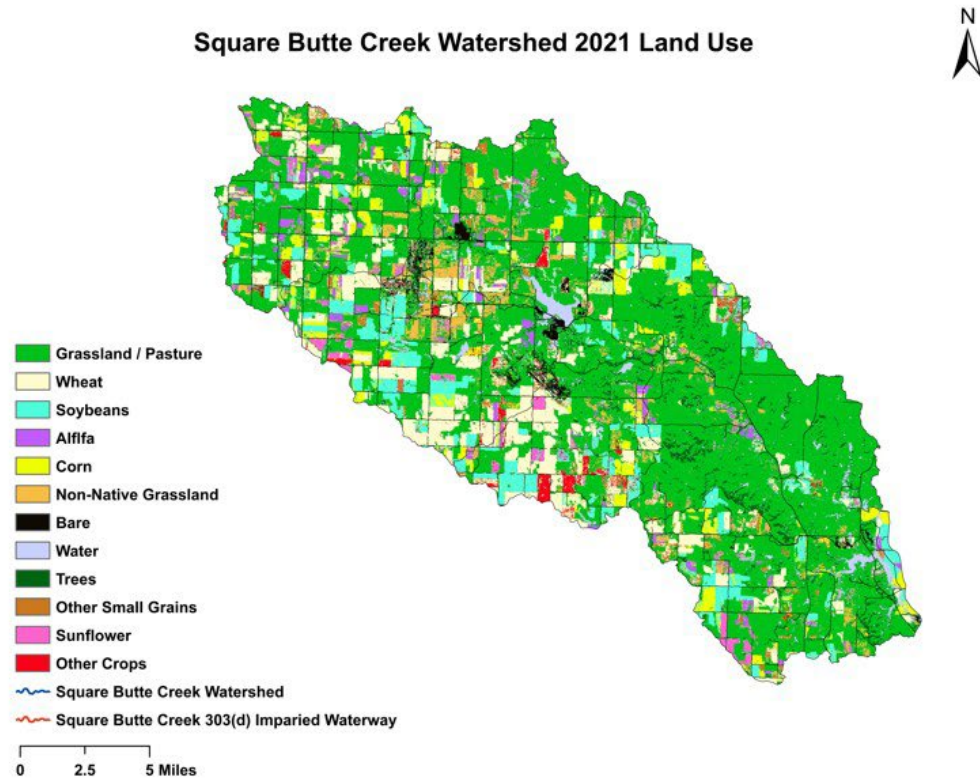 N
Square Butte Creek Watershed 2021 Land Use
Grassland / Pasture
Wheat
Soybeans
Alflfa
Corn
Non-Native Grassland
Bare
Water
Trees
Other Small Grains
Sunflower
Other Crops
Square Butte Creek Watershed
Square Butte Creek 303(d) Imparied Waterway
0 2.5 5 Miles